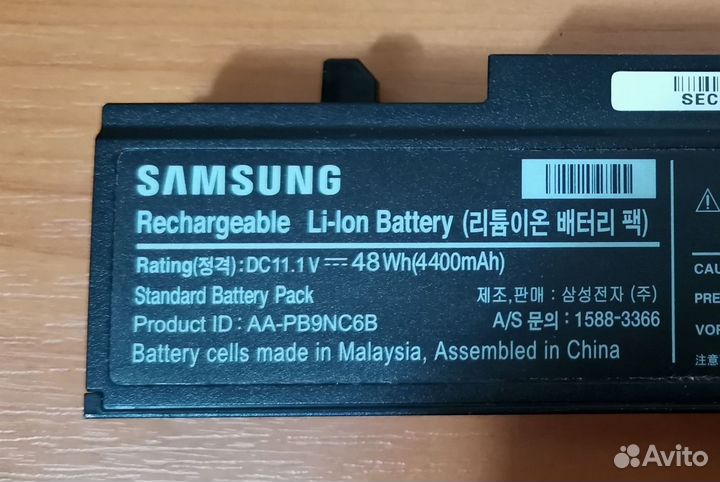 SEC
SAMSUNG
Rechargeable Li-Ion Battery (리튬이온 배터리 팩)
Rating(정격):DC11.1V⎓48Wh(4400mAh)
Standard Battery Pack 제조,판매 : 삼성전자 (주)
Product ID : AA-PB9NC6B A/S 문의 : 1588-3366
Battery cells made in Malaysia, Assembled in China
CAU
PRE
VOR
注意
Avito